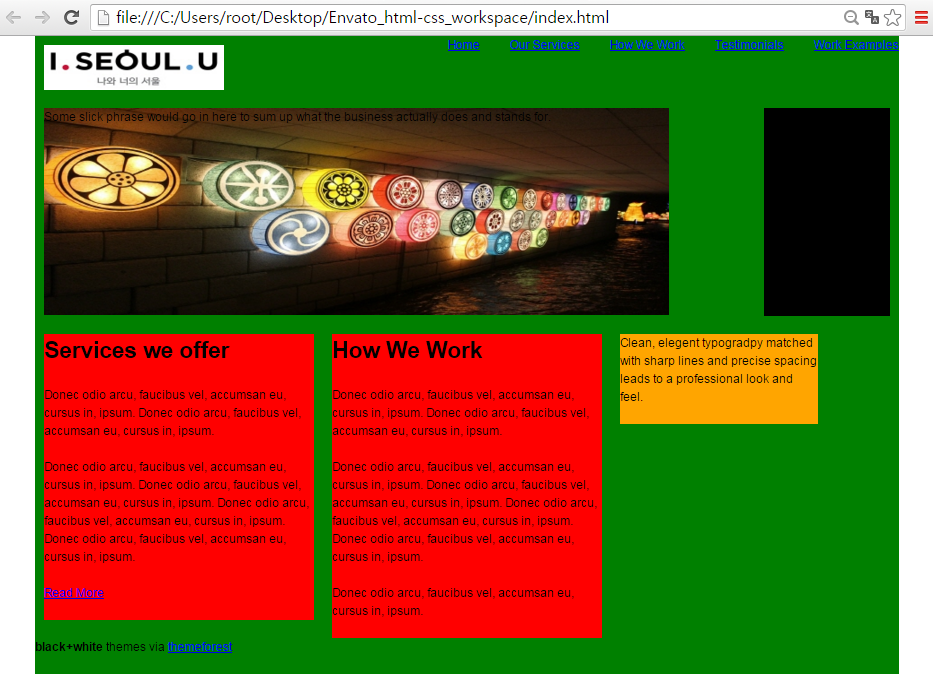 file:///C:/Users/root/Desktop/Envato_html-css_workspace/index.html
I.SEOUL.U
나와 너의 서울
Home Our Services How We Work Testimonials Work Examples
Some slick phrase would go in here to sum up what the business actually does and stands for.
Services we offer
Donec odio arcu, faucibus vel, accumsan eu,
cursus in, ipsum. Donec odio arcu, faucibus vel,
accumsan eu, cursus in, ipsum.
Donec odio arcu, faucibus vel, accumsan eu,
cursus in, ipsum. Donec odio arcu, faucibus vel,
accumsan eu, cursus in, ipsum. Donec odio arcu,
faucibus vel, accumsan eu, cursus in, ipsum.
Donec odio arcu, faucibus vel, accumsan eu,
cursus in, ipsum.
Read More
How We Work
Donec odio arcu, faucibus vel, accumsan eu,
cursus in, ipsum. Donec odio arcu, faucibus vel,
accumsan eu, cursus in, ipsum.
Donec odio arcu, faucibus vel, accumsan eu,
cursus in, ipsum. Donec odio arcu, faucibus vel,
accumsan eu, cursus in, ipsum. Donec odio arcu,
faucibus vel, accumsan eu, cursus in, ipsum.
Donec odio arcu, faucibus vel, accumsan eu,
cursus in, ipsum.
Donec odio arcu, faucibus vel, accumsan eu,
cursus in, ipsum.
Clean, elegent typogradpy matched
with sharp lines and precise spacing
leads to a professional look and
feel.
black+white themes via themeforest